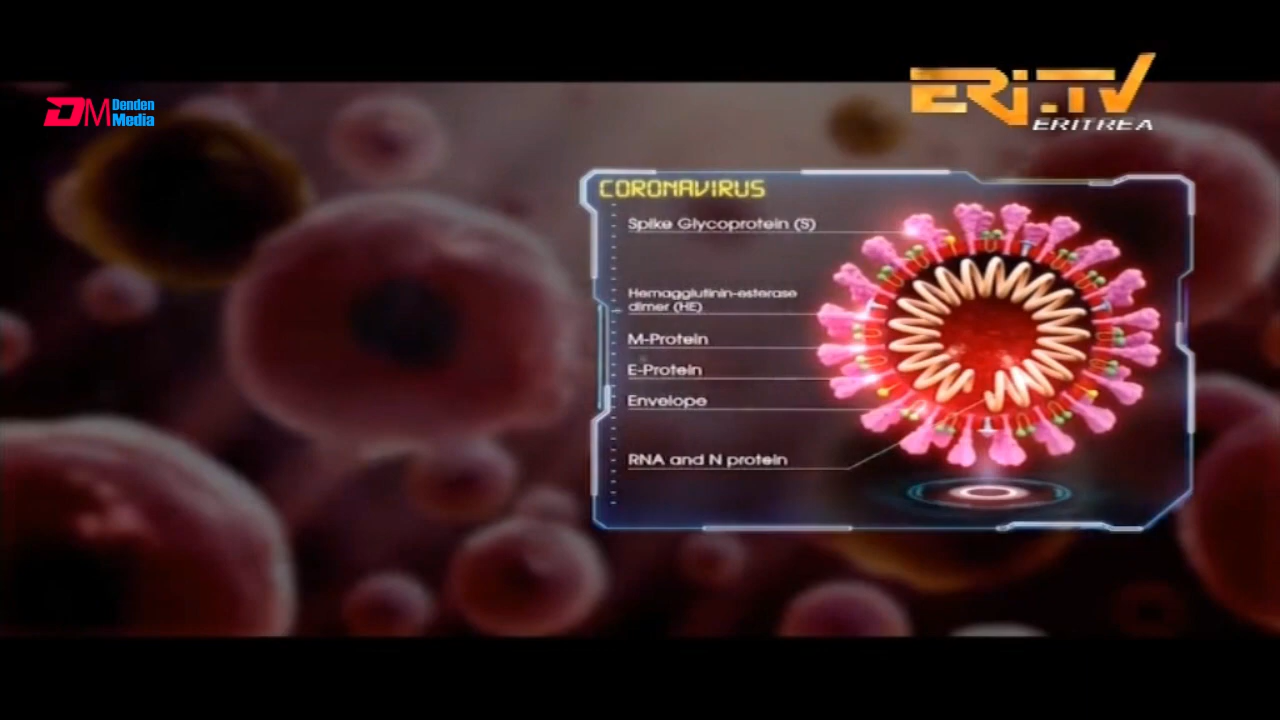 DM Denden
Media
ERi.TV
ERITREA
CORONAVIRUS
Spike Glycoprotein (S)
Hemagglutinin-esterase
dimer (HE)
M-Protein
E-Protein
Envelope
RNA and N protein